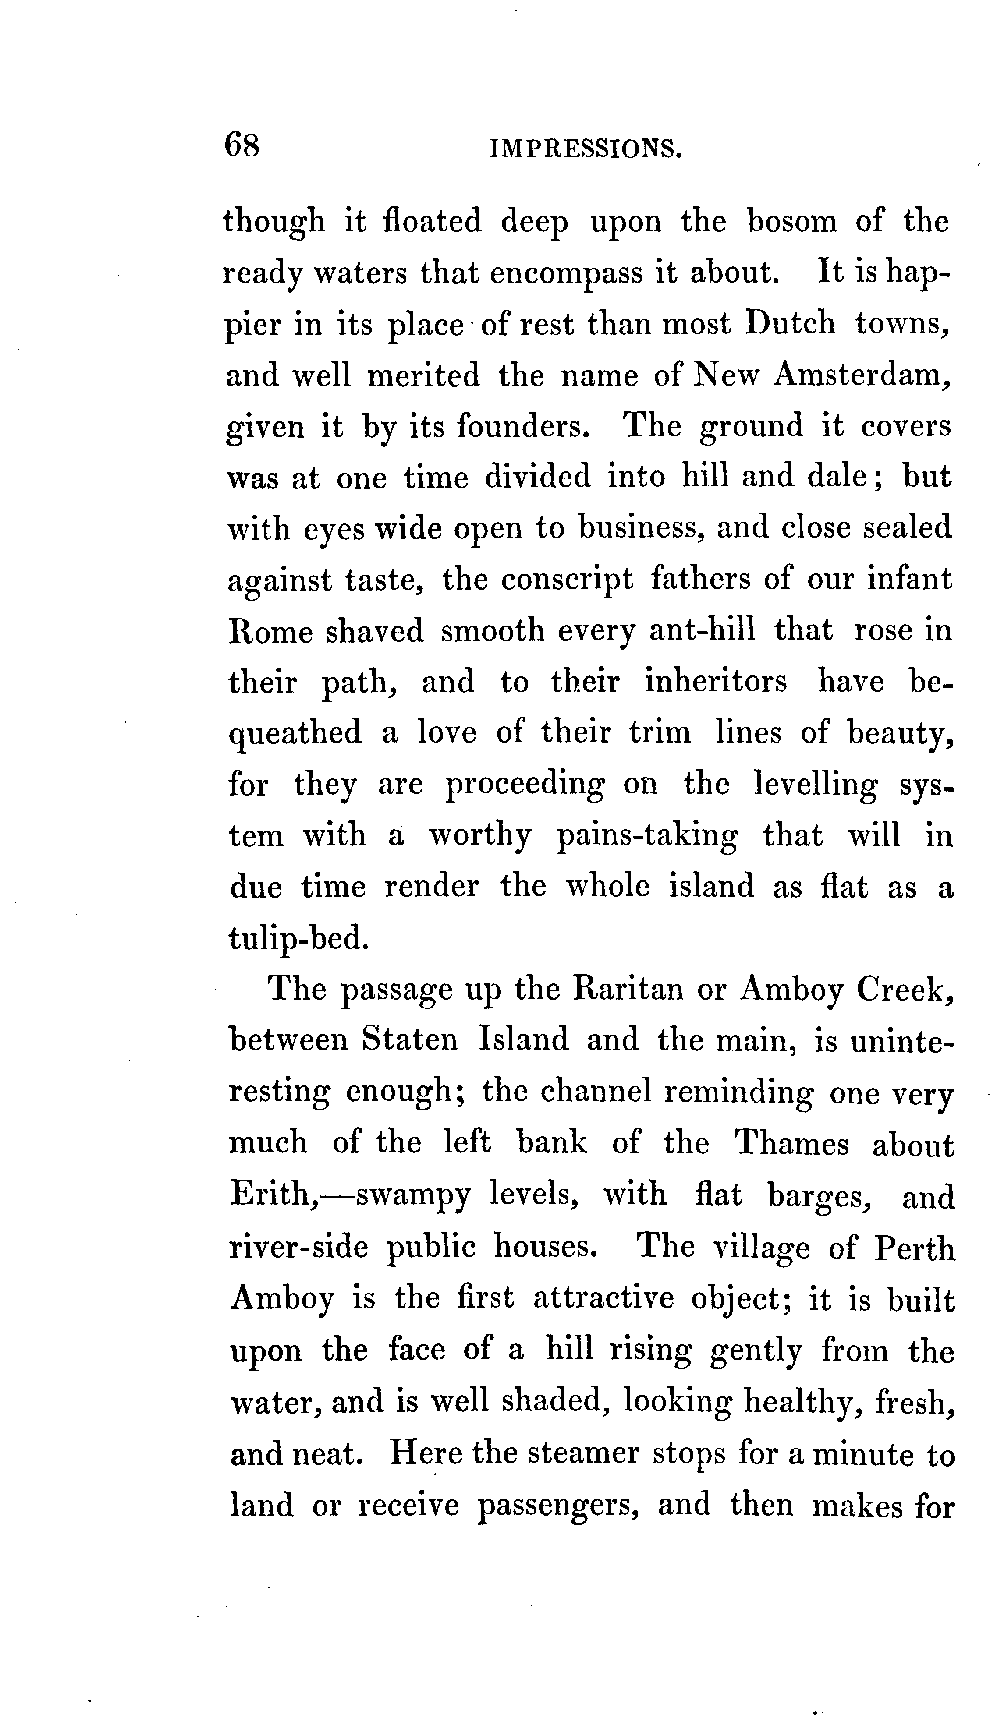 68 IMPRESSIONS.
though it floated deep upon the bosom of the
ready waters that encompass it about. It is hap-
pier in its place of rest than most Dutch towns,
and well merited the name of New Amsterdam,
given it by its founders. The ground it covers
was at one time divided into hill and dale; but
with eyes wide open to business, and close sealed
against taste, the conscript fathers of our infant
Rome shaved smooth every ant-hill that rose in
their path, and to their inheritors have be-
queathed a love of their trim lines of beauty,
for they are proceeding on the levelling sys-
tem with a worthy pains-taking that will in
due time render the whole island as flat as a
tulip-bed.
The passage up the Raritan or Amboy Creek,
between Staten Island and the main, is uninte-
resting enough; the channel reminding one very
much of the left bank of the Thames about
Erith,—swampy levels, with flat barges, and
river-side public houses. The village of Perth
Amboy is the first attractive object; it is built
upon the face of a hill rising gently from the
water, and is well shaded, looking healthy, fresh,
and neat. Here the steamer stops for a minute to
land or receive passengers, and then makes for